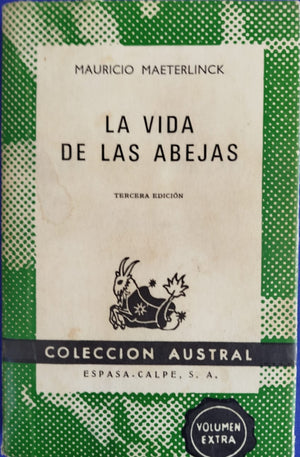 MAURICIO MAETERLINCK
LA VIDA
DE LAS ABEJAS
TERCERA EDICIÓN
COLECCION AUSTRAL
ESPASA-CALPE, S. A.
VOLUMEN
EXTRA